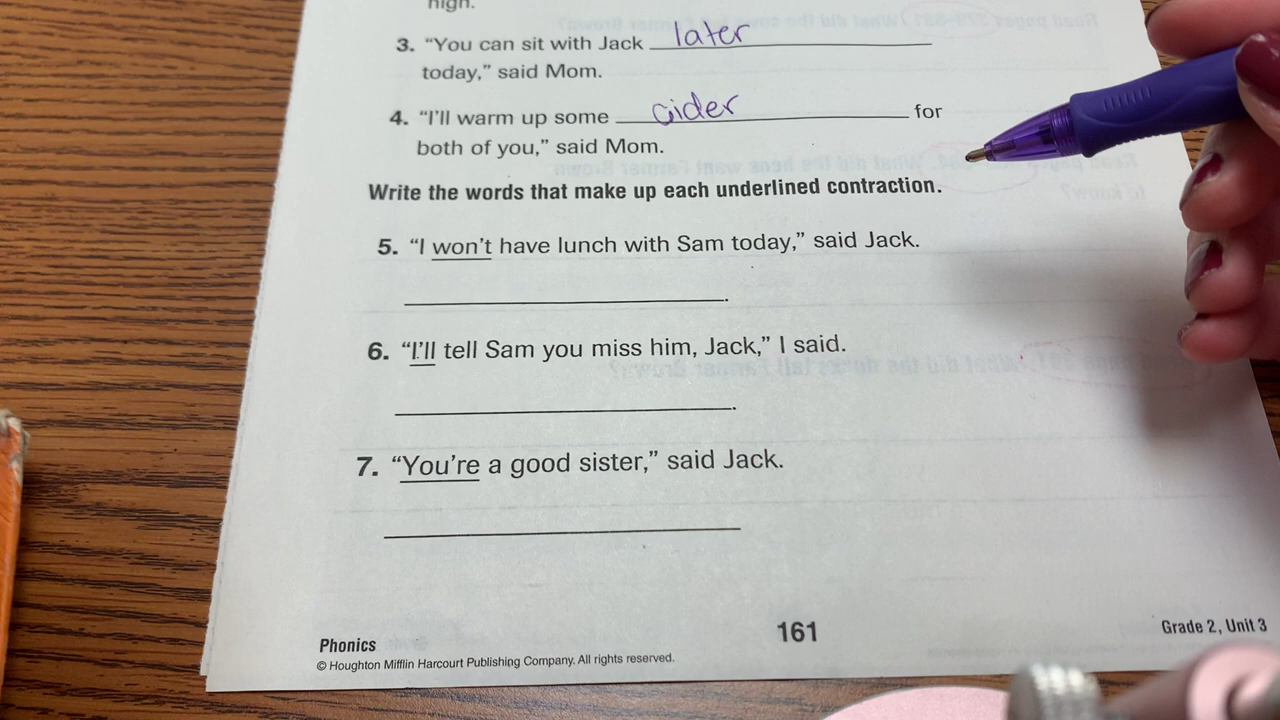 high.
3. “You can sit with Jack later
today,” said Mom.
4. “I’ll warm up some cider for
both of you,” said Mom.
Write the words that make up each underlined contraction.
5. “I won’t have lunch with Sam today,” said Jack.
6. “I’ll tell Sam you miss him, Jack,” I said.
7. “You’re a good sister,” said Jack.
Phonics
161
Grade 2, Unit 3
© Houghton Mifflin Harcourt Publishing Company. All rights reserved.